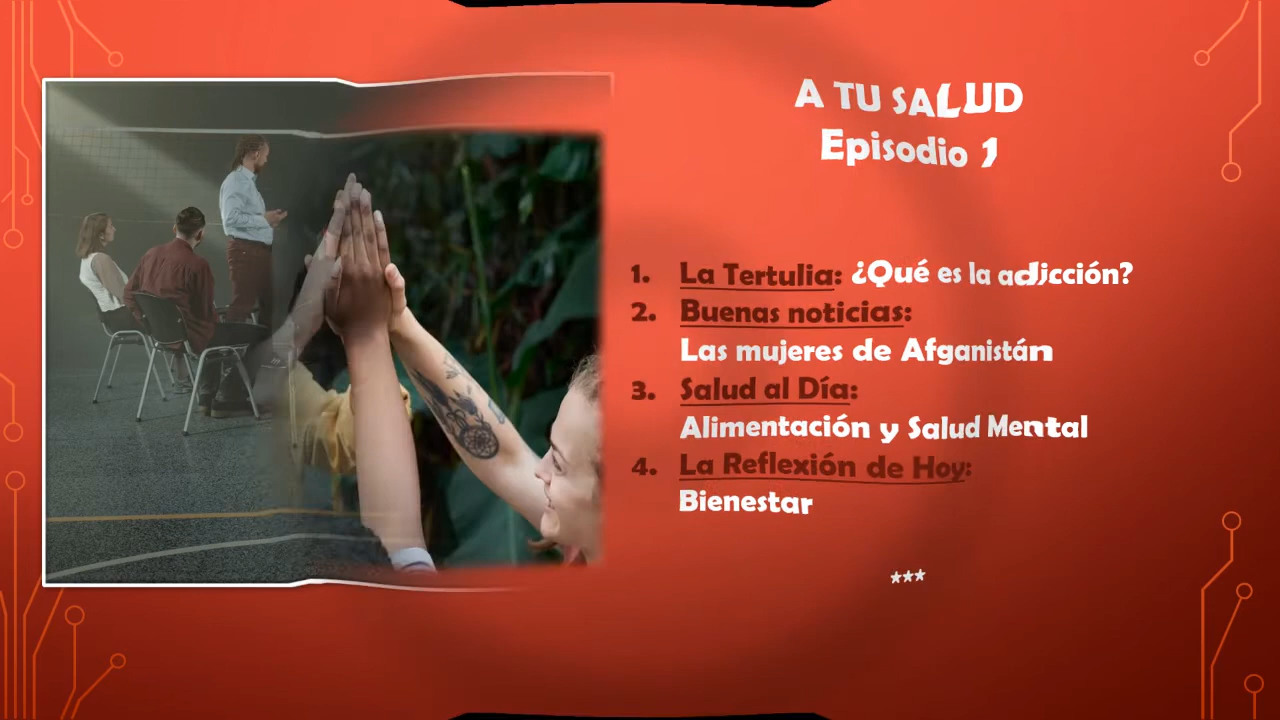 A TU SALUD
Episodio 1
1. La Tertulia: ¿Qué es la adicción?
2. Buenas noticias:
Las mujeres de Afganistán
3. Salud al Día:
Alimentación y Salud Mental
4. La Reflexión de Hoy:
Bienestar
***